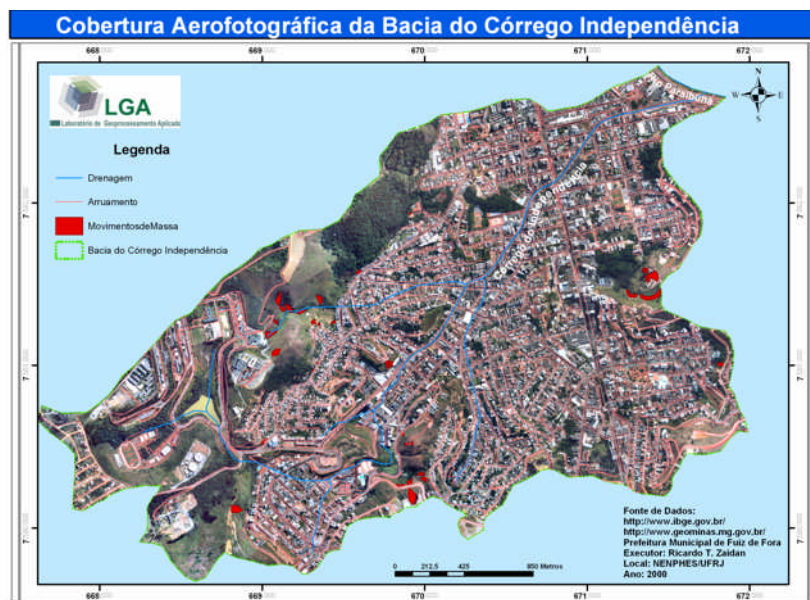 Cobertura Aerofotográfica da Bacia do Córrego Independência
668 669 670 671 672
LGA
Laboratório de Geoprocessamento Aplicado
Legenda
Drenagem
Arruamento
MovimentosdeMassa
Bacia do Córrego Independência
Rio Paraibuna
N
W E
S
Córrego Independência
Fonte de Dados:
http://www.ibge.gov.br/
http://www.geominas.mg.gov.br/
Prefeitura Municipal de Fuiz de Fora
Executor: Ricardo T. Zaidan
Local: NENPHES/UFRJ
Ano: 2000
0 212,5 425 850 Metros
668 669 670 671 672